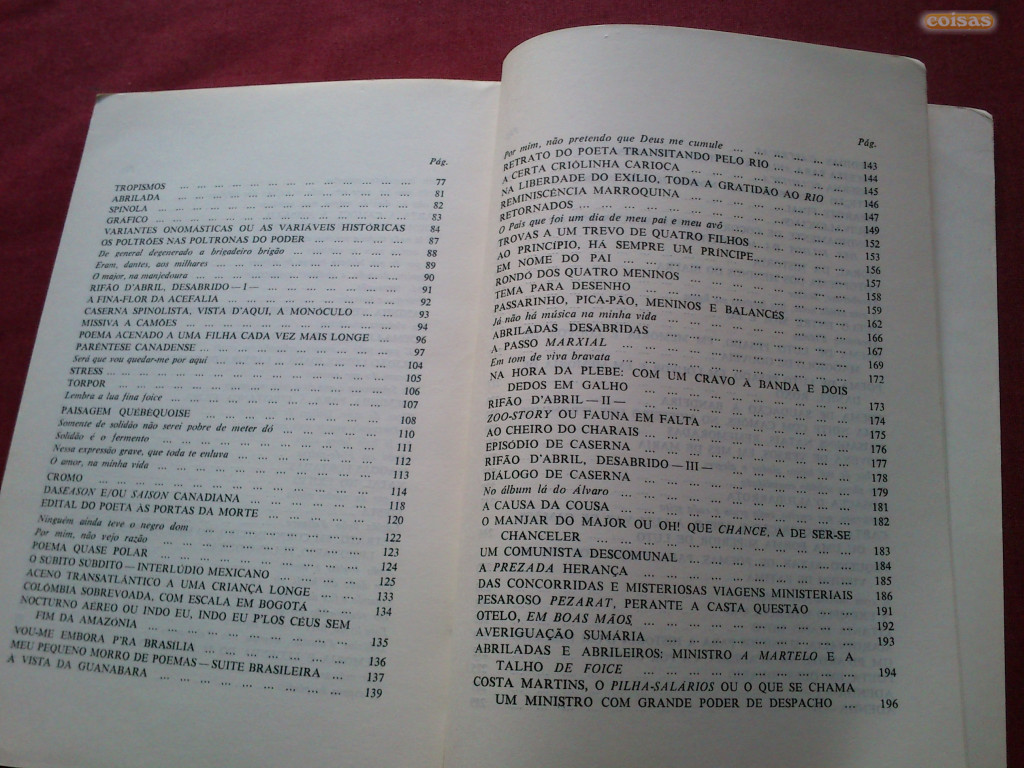 coisas
Pág.
TROPISMOS ... 77
ABRILADA ... 81
SPINOLA ... 82
GRAFICO ... 83
VARIANTES ONOMÁSTICAS OU AS VARIÁVEIS HISTÓRICAS 84
OS POLTRÕES NAS POLTRONAS DO PODER ... 87
De general degenerado a brigadeiro brigão ... 88
Eram, dantes, aos milhares ... 89
O major, na manjedoura ... 90
RIFÃO D'ABRIL, DESABRIDO — I — ... 91
A FINA-FLOR DA ACEFALIA ... 92
CASERNA SPINOLISTA, VISTA D'AQUI, A MONÓCULO ... 93
MISSIVA A CAMÕES ... 94
POEMA ACENADO A UMA FILHA CADA VEZ MAIS LONGE ... 96
PARÊNTESE CANADENSE ... 97
Será que vou quedar-me por aqui ... 104
STRESS ... 105
TORPOR ... 106
Lembra a lua fina foice ... 107
PAISAGEM QUEBÉQUOISE ... 108
Somente de solidão não serei pobre de meter dó ... 110
Solidão é o fermento ... 111
Nessa expressão grave, que toda te enluva ... 112
O amor, na minha vida ... 113
CROMO ... 114
DASEASON E/OU SAISON CANADIANA ... 118
EDITAL DO POETA ÀS PORTAS DA MORTE ... 120
Ninguém ainda teve o negro dom ... 122
Por mim, não vejo razão ... 123
POEMA QUASE POLAR ... 124
O SÚBITO SÚBDITO — INTERLÚDIO MEXICANO ... 125
ACENO TRANSATLÂNTICO A UMA CRIANÇA LONGE ... 133
COLÔMBIA SOBREVOADA, COM ESCALA EM BOGOTÁ ... 134
NOCTURNO AÉREO OU INDO EU, INDO EU P'LOS CÉUS SEM
FIM DA AMAZÓNIA ... 135
VOU-ME EMBORA P'RA BRASÍLIA ... 136
MEU PEQUENO MORRO DE POEMAS — SUITE BRASILEIRA ... 137
A VISTA DA GUANABARA ... 139
Pág.
Por mim, não pretendo que Deus me cumule ... 143
RETRATO DO POETA TRANSITANDO PELO RIO ... 144
A CERTA CRIÓLINHA CARIOCA ... 145
NA LIBERDADE DO EXÍLIO, TODA A GRATIDÃO AO RIO ... 146
REMINISCÊNCIA MARROQUINA ... 147
RETORNADOS ... 149
O País que foi um dia de meu pai e meu avô ... 152
TROVAS A UM TREVO DE QUATRO FILHOS ... 153
AO PRINCÍPIO, HÁ SEMPRE UM PRÍNCIPE ... 156
EM NOME DO PAI ... 157
RONDÓ DOS QUATRO MENINOS ... 158
TEMA PARA DESENHO ... 159
PASSARINHO, PICA-PÃO, MENINOS E BALANCÉS ... 162
Já não há música na minha vida ... 166
ABRILADAS DESABRIDAS ... 167
A PASSO MARXIAL ... 169
Em tom de viva bravata ... 172
NA HORA DA PLEBE: COM UM CRAVO A BANDA E DOIS
DEDOS EM GALHO ... 173
RIFÃO D'ABRIL — II — ... 174
ZOO-STORY OU FAUNA EM FALTA ... 175
AO CHEIRO DO CHARAIS ... 176
EPISÓDIO DE CASERNA ... 177
RIFÃO D'ABRIL, DESABRIDO — III — ... 178
DIÁLOGO DE CASERNA ... 179
No álbum lá do Álvaro ... 181
A CAUSA DA COUSA ... 182
O MANJAR DO MAJOR OU OH! QUE CHANCE, A DE SER-SE
CHANCELER ... 183
UM COMUNISTA DESCOMUNAL ... 184
A PREZADA HERANÇA ... 185
DAS CONCORRIDAS E MISTERIOSAS VIAGENS MINISTERIAIS 186
PESAROSO PEZARAT, PERANTE A CASTA QUESTÃO ... 191
OTELO, EM BOAS MÃOS, ... 192
AVERIGUAÇÃO SUMÁRIA ... 193
ABRILADAS E ABRILEIROS: MINISTRO A MARTELO E A
TALHO DE FOICE ... 194
COSTA MARTINS, O PILHA-SALÁRIOS OU O QUE SE CHAMA
UM MINISTRO COM GRANDE PODER DE DESPACHO ... 196